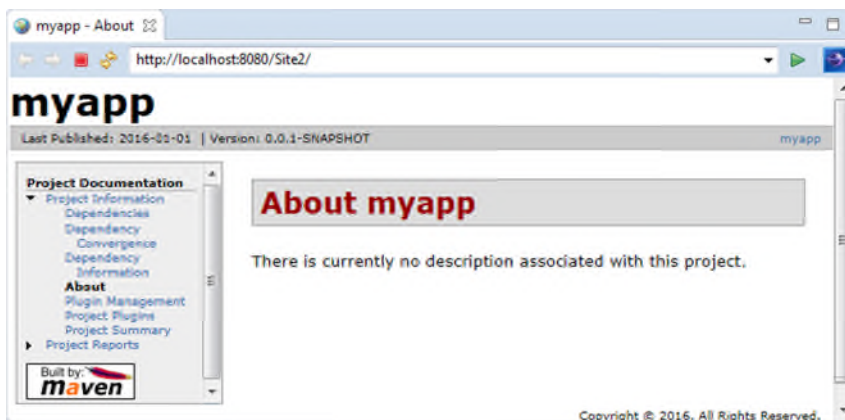 myapp - About
http://localhost:8080/Site2/
myapp
Last Published: 2016-01-01 | Version: 0.0.1-SNAPSHOT
myapp
Project Documentation
Project Information
Dependencies
Dependency
Convergence
Dependency
Information
About
Plugin Management
Project Plugins
Project Summary
Project Reports
Built by:
maven
About myapp
There is currently no description associated with this project.
Copyright © 2016. All Rights Reserved.